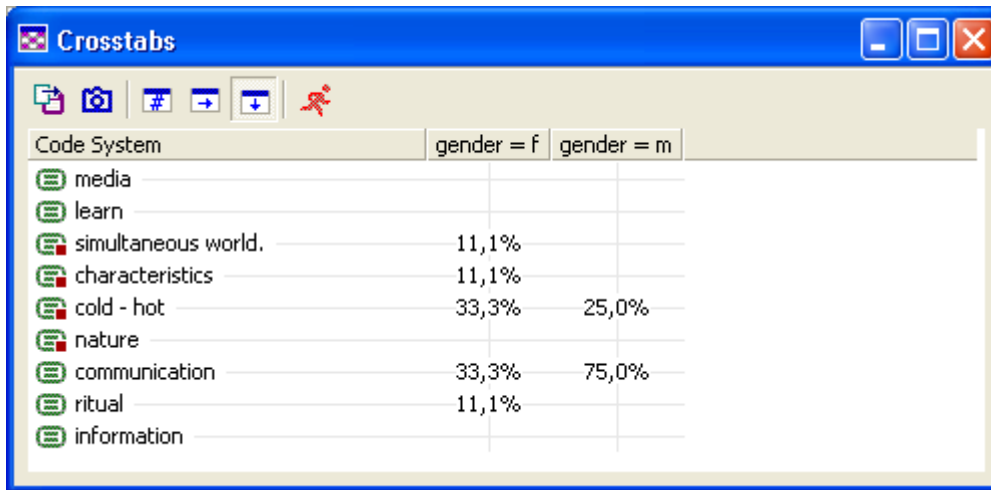 Crosstabs
#
Code System gender = f gender = m
media
learn
simultaneous world. 11,1%
characteristics 11,1%
cold - hot 33,3% 25,0%
nature
communication 33,3% 75,0%
ritual 11,1%
information